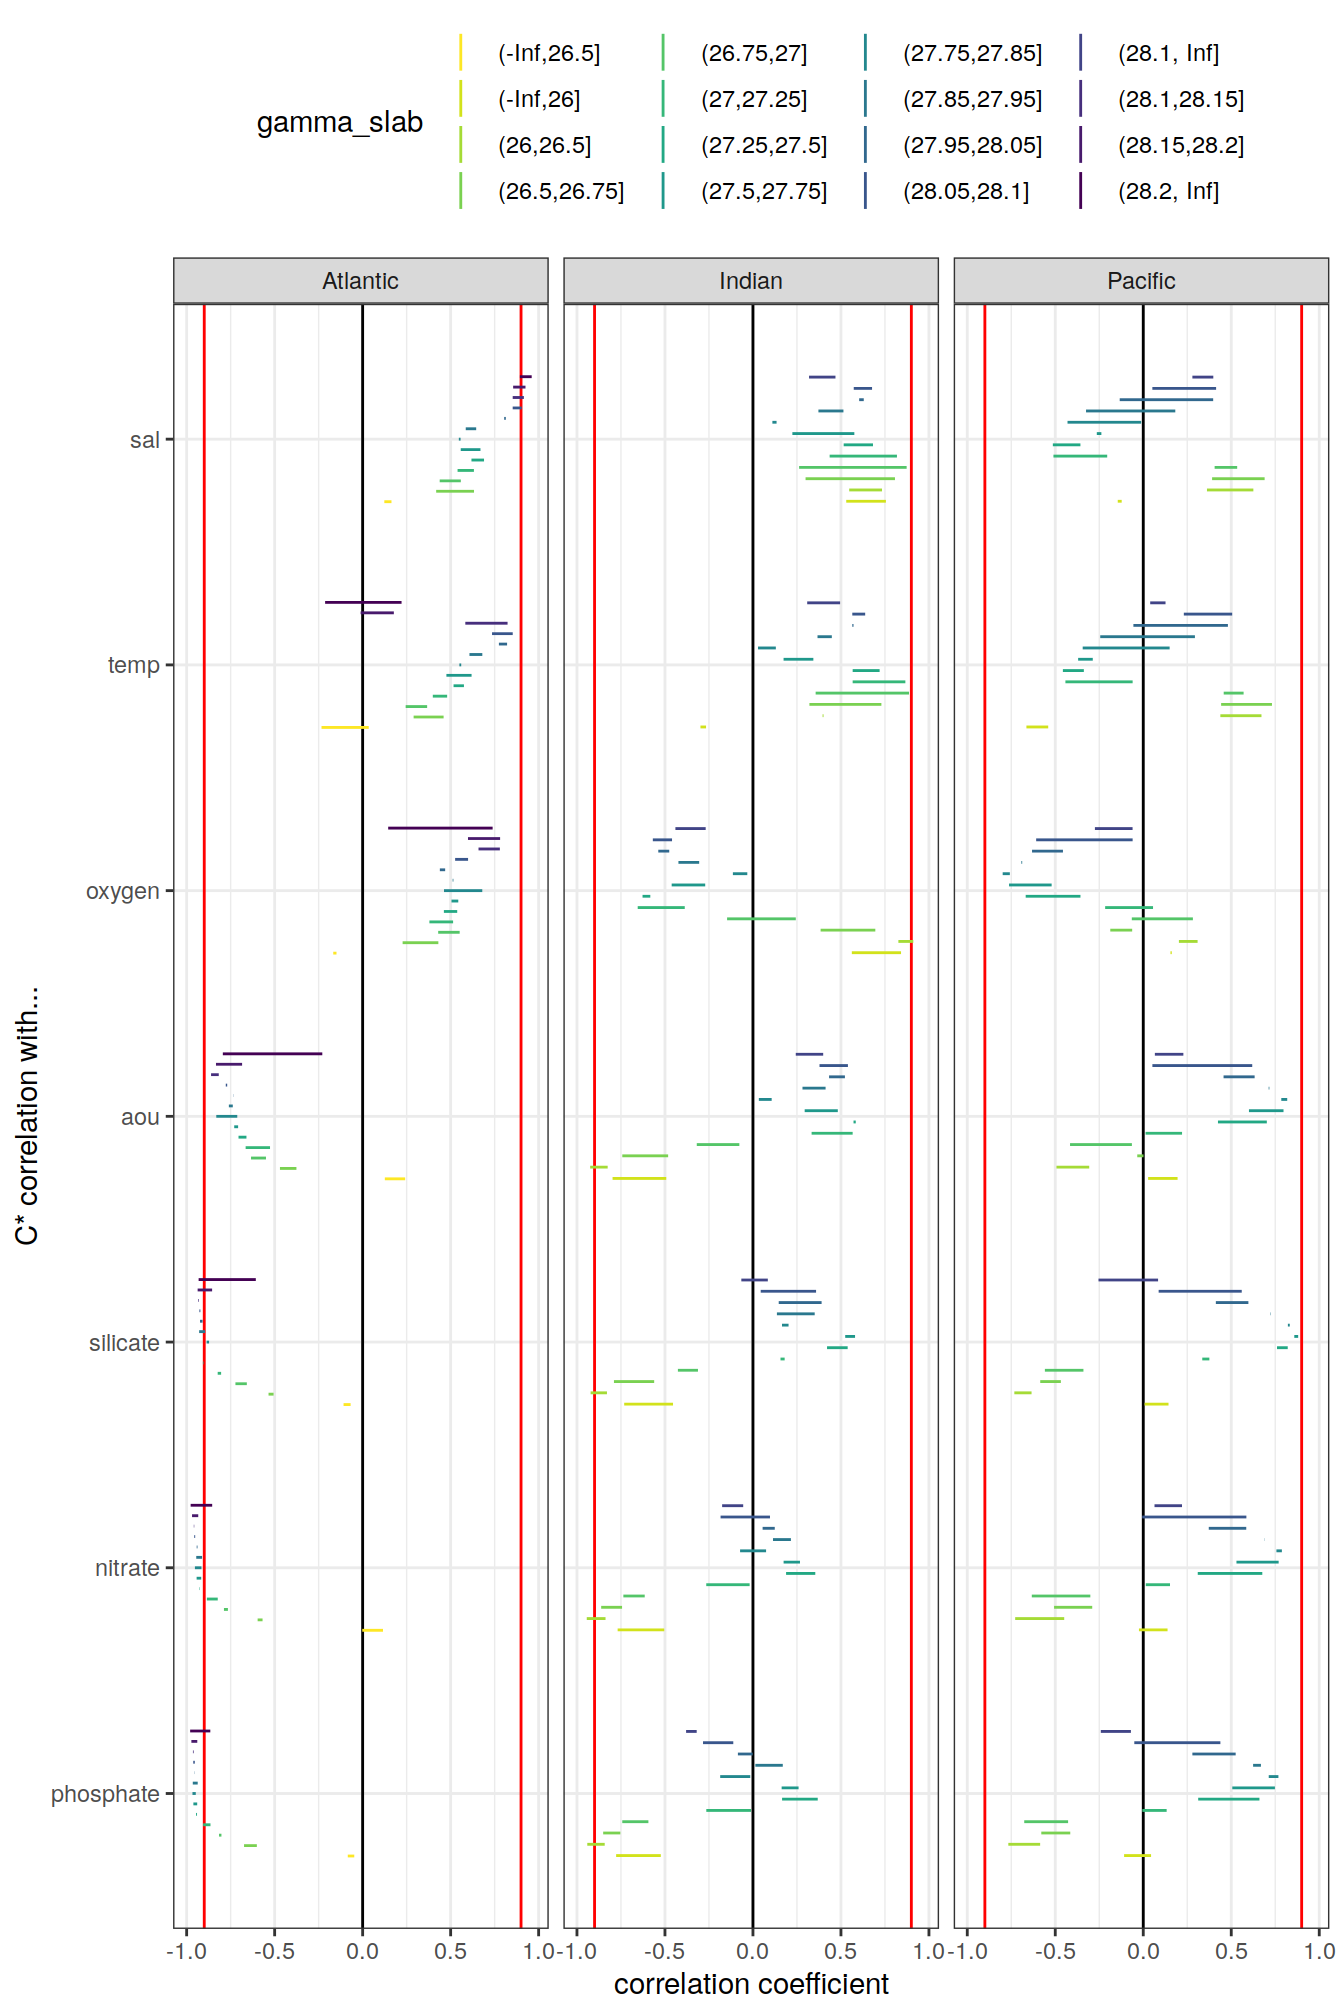 gamma_slab
(-Inf,26.5] (26.75,27] (27.75,27.85] (28.1, Inf]
(-Inf,26] (27,27.25] (27.85,27.95] (28.1,28.15]
(26,26.5] (27.25,27.5] (27.95,28.05] (28.15,28.2]
(26.5,26.75] (27.5,27.75] (28.05,28.1] (28.2, Inf]
Atlantic Indian Pacific
C* correlation with...
sal
temp
oxygen
aou
silicate
nitrate
phosphate
-1.0 -0.5 0.0 0.5 1.0 -1.0 -0.5 0.0 0.5 1.0 -1.0 -0.5 0.0 0.5 1.0
correlation coefficient